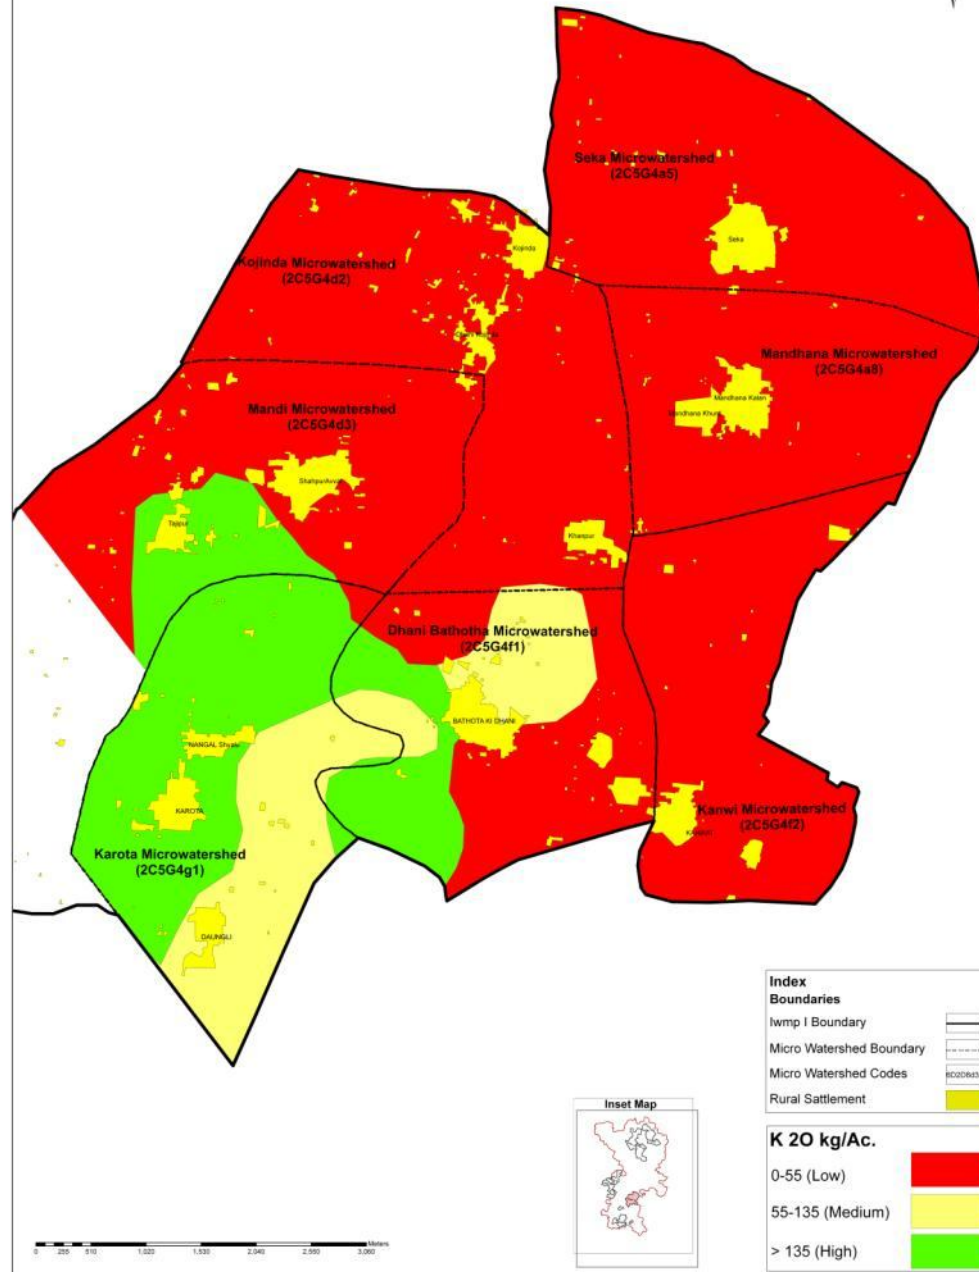 Seka Microwatershed
(2C5G4a5)
Seka
Kojinda
Kojinda Microwatershed
(2C5G4d2)
Mandhana Microwatershed
(2C5G4a8)
Mandhana Kalan
Mandhana Khurd
Mandi Microwatershed
(2C5G4d3)
Tajipur
Khanpur
Dhani Bathotha Microwatershed
(2C5G4f1)
BATHOTA KI DHANI
NANGAL
KAROTA
Kanwi Microwatershed
(2C5G4f2)
Karota Microwatershed
(2C5G4g1)
DAUNGLI
Index
Boundaries
Iwmp I Boundary
Micro Watershed Boundary
Micro Watershed Codes
Rural Sattlement
Inset Map
K 2O kg/Ac.
0-55 (Low)
55-135 (Medium)
> 135 (High)
Meters
0 255 510 1,020 1,530 2,040 2,550 3,060